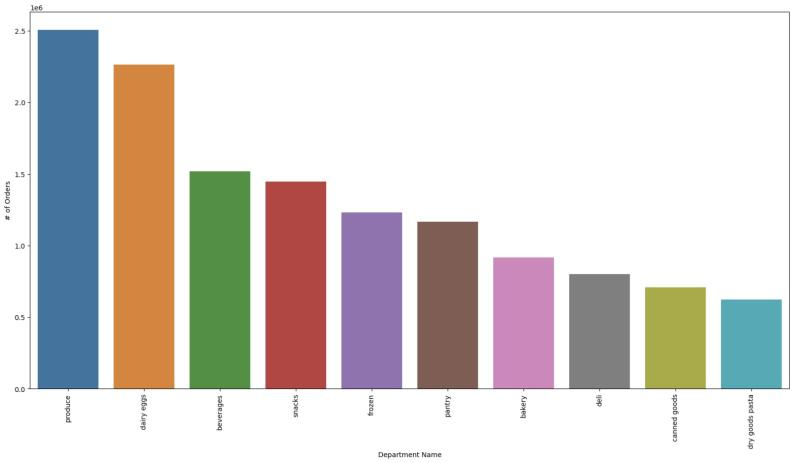 1e6
2.5
2.0
1.5
1.0
0.5
0.0
# of Orders
produce
dairy eggs
beverages
snacks
frozen
pantry
bakery
deli
canned goods
dry goods pasta
Department Name